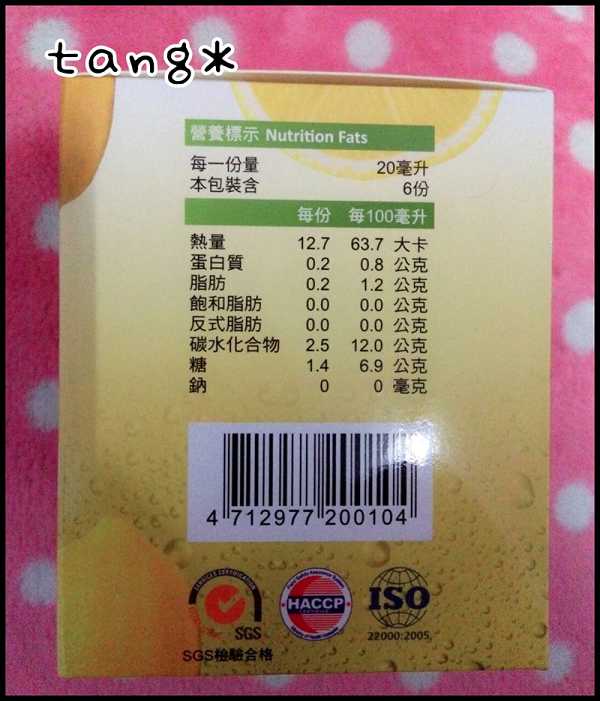 tang*
營養標示 Nutrition Fats
每一份量 20毫升
本包裝含 6份
每份 每100毫升
熱量 12.7 63.7 大卡
蛋白質 0.2 0.8 公克
脂肪 0.2 1.2 公克
飽和脂肪 0.0 0.0 公克
反式脂肪 0.0 0.0 公克
碳水化合物 2.5 12.0 公克
糖 1.4 6.9 公克
鈉 0 0 毫克
4 712977 200104
HACCP
ISO
SGS
22000:2005
SGS檢驗合格